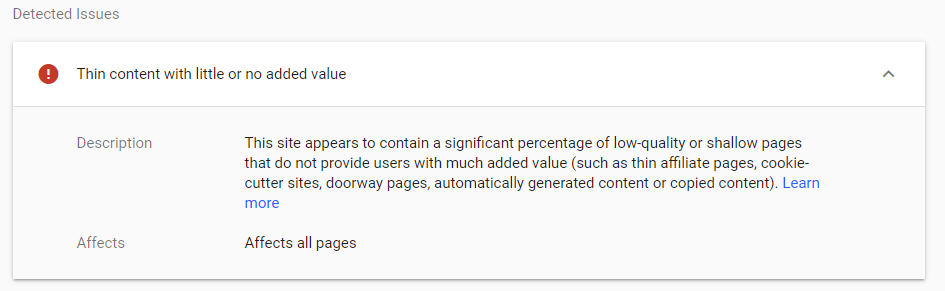 Detected Issues
Thin content with little or no added value
Description
This site appears to contain a significant percentage of low-quality or shallow pages
that do not provide users with much added value (such as thin affiliate pages, cookie-
cutter sites, doorway pages, automatically generated content or copied content). Learn
more
Affects
Affects all pages